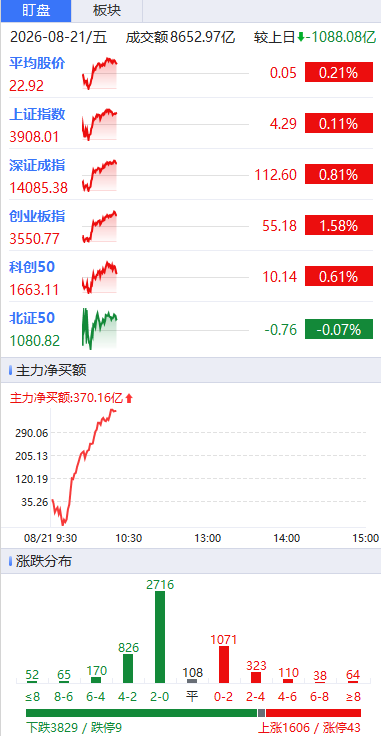 盯盘 板块
2026-08-21/五 成交额8652.97亿 较上日-1088.08亿
平均股价
22.92 0.05 0.21%
上证指数
3908.01 4.29 0.11%
深证成指
14085.38 112.60 0.81%
创业板指
3550.77 55.18 1.58%
科创50
1663.11 10.14 0.61%
北证50
1080.82 -0.76 -0.07%
主力净买额
主力净买额:370.16亿
290.06
205.13
120.19
35.26
08/21 9:30 10:30 13:00 14:00 15:00
涨跌分布
52 65 170 826 2716 108 1071 323 110 38 64
≤8 8-6 6-4 4-2 2-0 平 0-2 2-4 4-6 6-8 ≥8
下跌3829 / 跌停9 上涨1606 / 涨停43